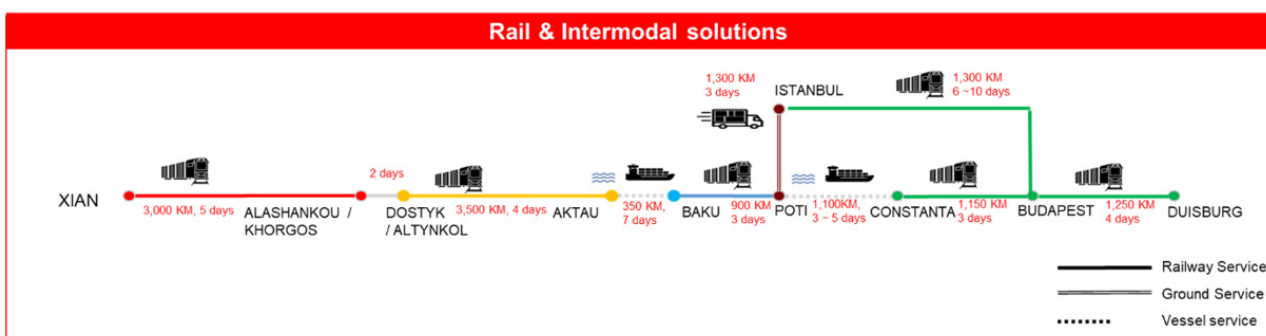 Rail & Intermodal solutions
1,300 KM
3 days
ISTANBUL
1,300 KM
6 ~10 days
XIAN
3,000 KM, 5 days
ALASHANKOU /
KHORGOS
2 days
DOSTYK
/ ALTYNKOL
3,500 KM, 4 days
AKTAU
350 KM,
7 days
BAKU
900 KM
3 days
POTI
1,100KM,
3 ~ 5 days
CONSTANTA
1,150 KM
3 days
BUDAPEST
1,250 KM
4 days
DUISBURG
Railway Service
Ground Service
Vessel service